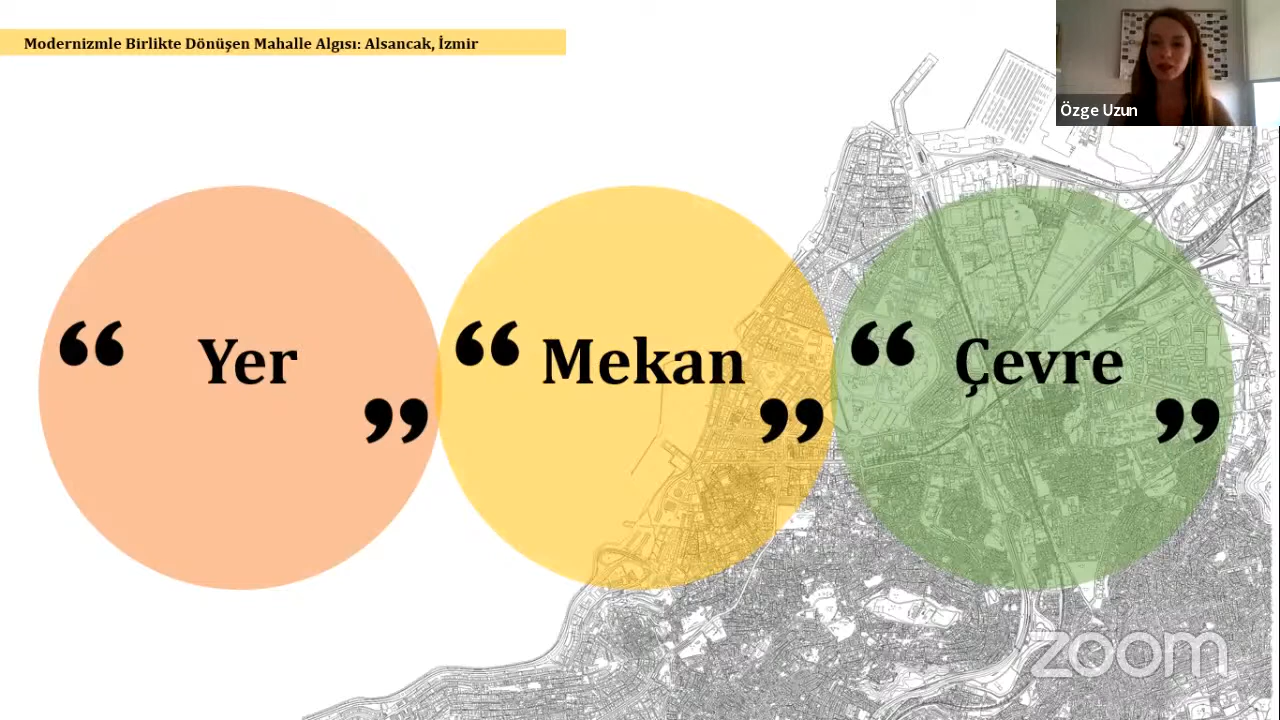 Modernizmle Birlikte Dönüşen Mahalle Algısı: Alsancak, İzmir
Özge Uzun
“ Yer ”
“ Mekan ”
“ Çevre ”
zoom